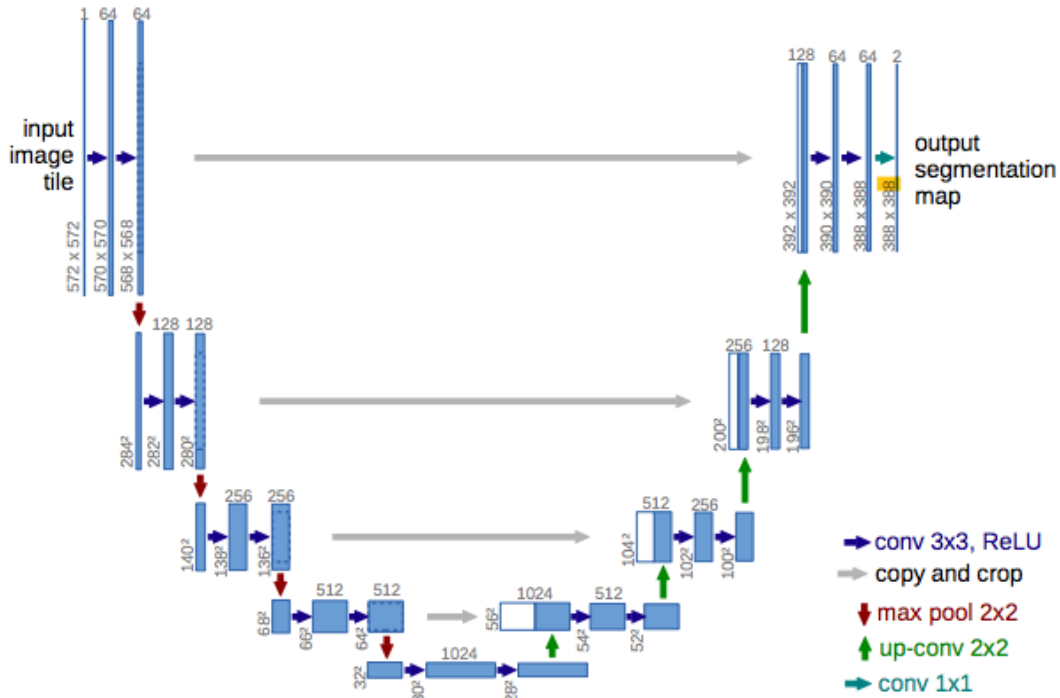 1 64 64
128 64 64 2
input
image
tile
output
segmentation
map
572 x 572
570 x 570
568 x 568
392 x 392
390 x 390
388 x 388
388 x 388
128 128
256 128
284²
282²
280²
200²
198²
196²
256 256
512 256
140²
138²
136²
104²
102²
100²
conv 3x3, ReLU
copy and crop
max pool 2x2
up-conv 2x2
conv 1x1
512 512
1024 512
68²
66²
64²
56²
54²
52²
1024
32²
30²
28²